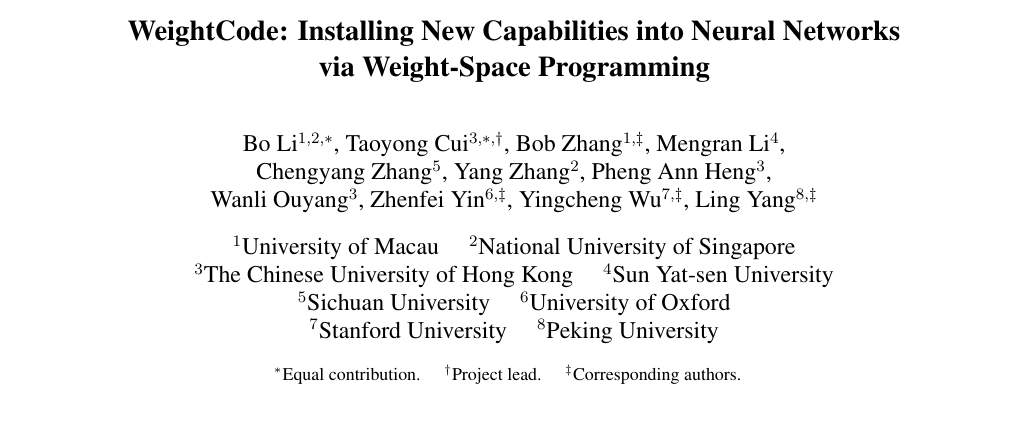 WeightCode: Installing New Capabilities into Neural Networks
via Weight-Space Programming
Bo Li1,2,∗, Taoyong Cui3,∗,†, Bob Zhang1,‡, Mengran Li4,
Chengyang Zhang5, Yang Zhang2, Pheng Ann Heng3,
Wanli Ouyang3, Zhenfei Yin6,‡, Yingcheng Wu7,‡, Ling Yang8,‡
1University of Macau 2National University of Singapore
3The Chinese University of Hong Kong 4Sun Yat-sen University
5Sichuan University 6University of Oxford
7Stanford University 8Peking University
∗Equal contribution. †Project lead. ‡Corresponding authors.